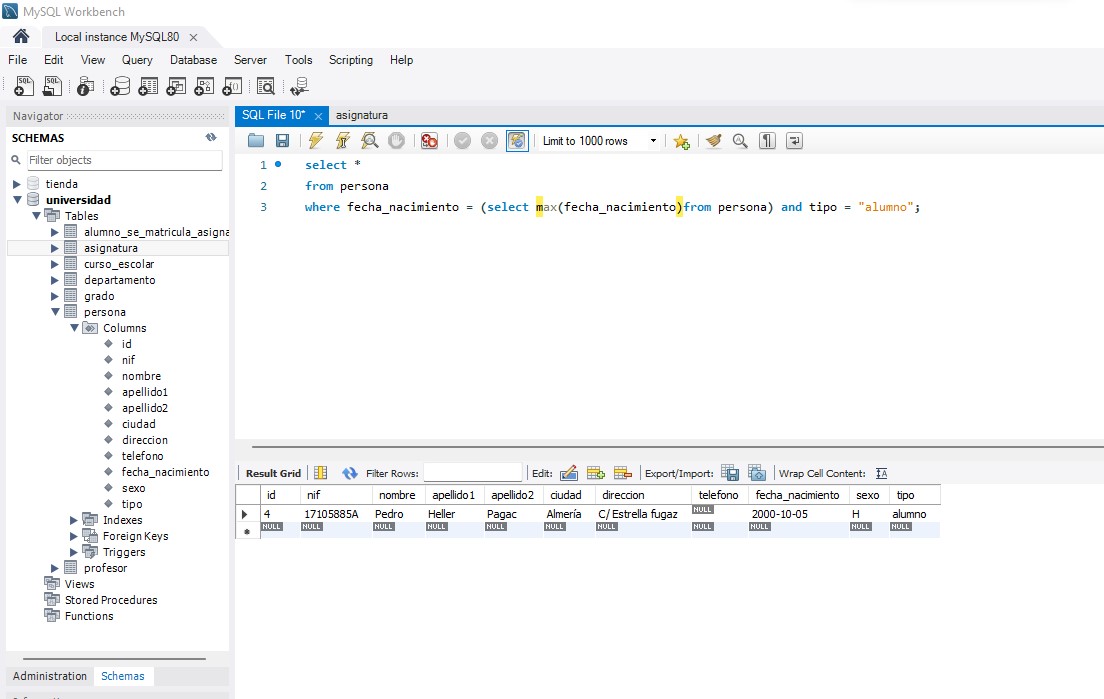 MySQL Workbench
Local instance MySQL80
File Edit View Query Database Server Tools Scripting Help
Navigator
SCHEMAS
Filter objects
tienda
universidad
Tables
alumno_se_matricula_asigna
asignatura
curso_escolar
departamento
grado
persona
Columns
id
nif
nombre
apellido1
apellido2
ciudad
direccion
telefono
fecha_nacimiento
sexo
tipo
Indexes
Foreign Keys
Triggers
profesor
Views
Stored Procedures
Functions
Administration Schemas
SQL File 10* asignatura
Limit to 1000 rows
1 select *
2 from persona
3 where fecha_nacimiento = (select max(fecha_nacimiento)from persona) and tipo = "alumno";
Result Grid Filter Rows: Edit: Export/Import: Wrap Cell Content:
id nif nombre apellido1 apellido2 ciudad direccion telefono fecha_nacimiento sexo tipo
4 17105885A Pedro Heller Pagac Almería C/ Estrella fugaz NULL 2000-10-05 H alumno
NULL NULL NULL NULL NULL NULL NULL NULL NULL NULL NULL